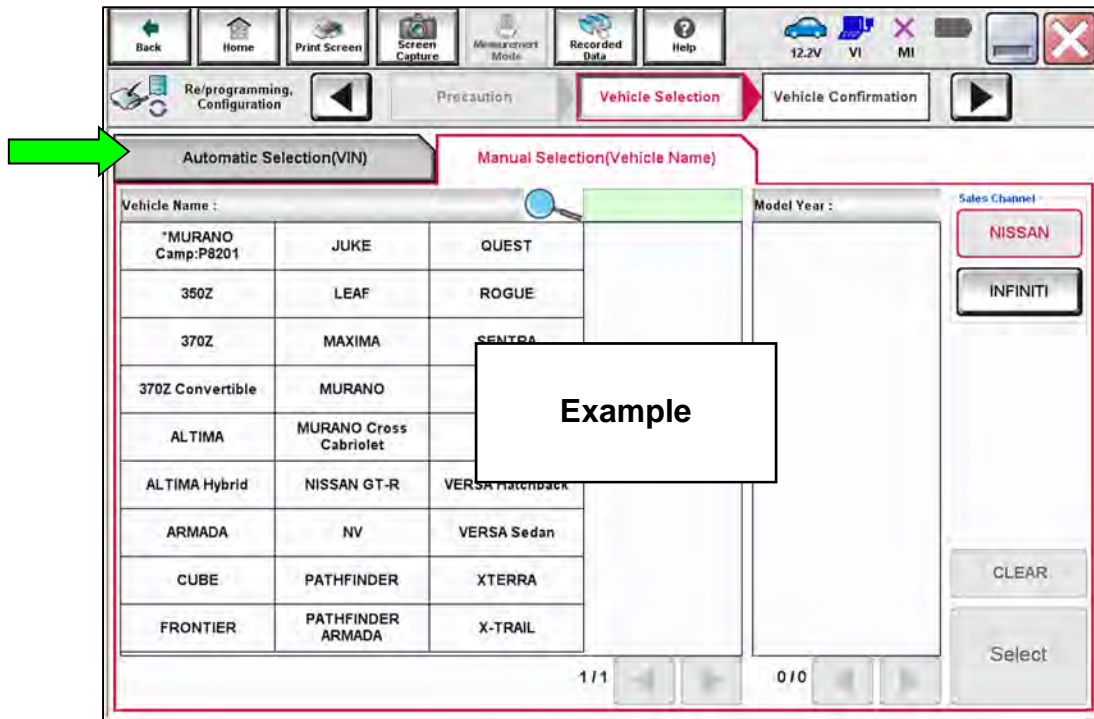 Back
Home
Print Screen
Screen
Capture
Measurement
Mode
Recorded
Data
Help
12.2V
VI
MI
Re/programming,
Configuration
Precaution
Vehicle Selection
Vehicle Confirmation
Automatic Selection(VIN)
Manual Selection(Vehicle Name)
Vehicle Name :
Model Year :
Sales Channel
*MURANO
Camp:P8201
JUKE
QUEST
NISSAN
350Z
LEAF
ROGUE
INFINITI
370Z
MAXIMA
SENTRA
370Z Convertible
MURANO
Example
ALTIMA
MURANO Cross
Cabriolet
ALTIMA Hybrid
NISSAN GT-R
VERSA Hatchback
ARMADA
NV
VERSA Sedan
CUBE
PATHFINDER
XTERRA
CLEAR
FRONTIER
PATHFINDER
ARMADA
X-TRAIL
Select
1/1
0/0